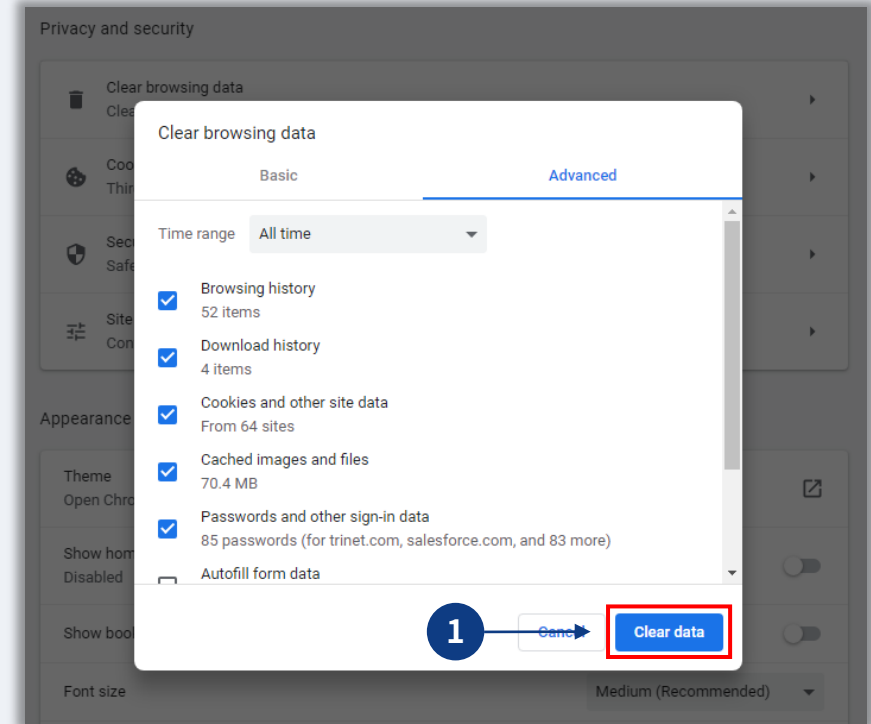 Privacy and security
Clear browsing data
Clea
Clear browsing data
Coo
Thir
Basic
Advanced
Time range
All time
Sec
Safe
Browsing history
52 items
Site
Con
Download history
4 items
Cookies and other site data
From 64 sites
Appearance
Cached images and files
70.4 MB
Theme
Open Chro
Passwords and other sign-in data
85 passwords (for trinet.com, salesforce.com, and 83 more)
Show hom
Disabled
Autofill form data
Show bool
1
Cancel
Clear data
Font size
Medium (Recommended)